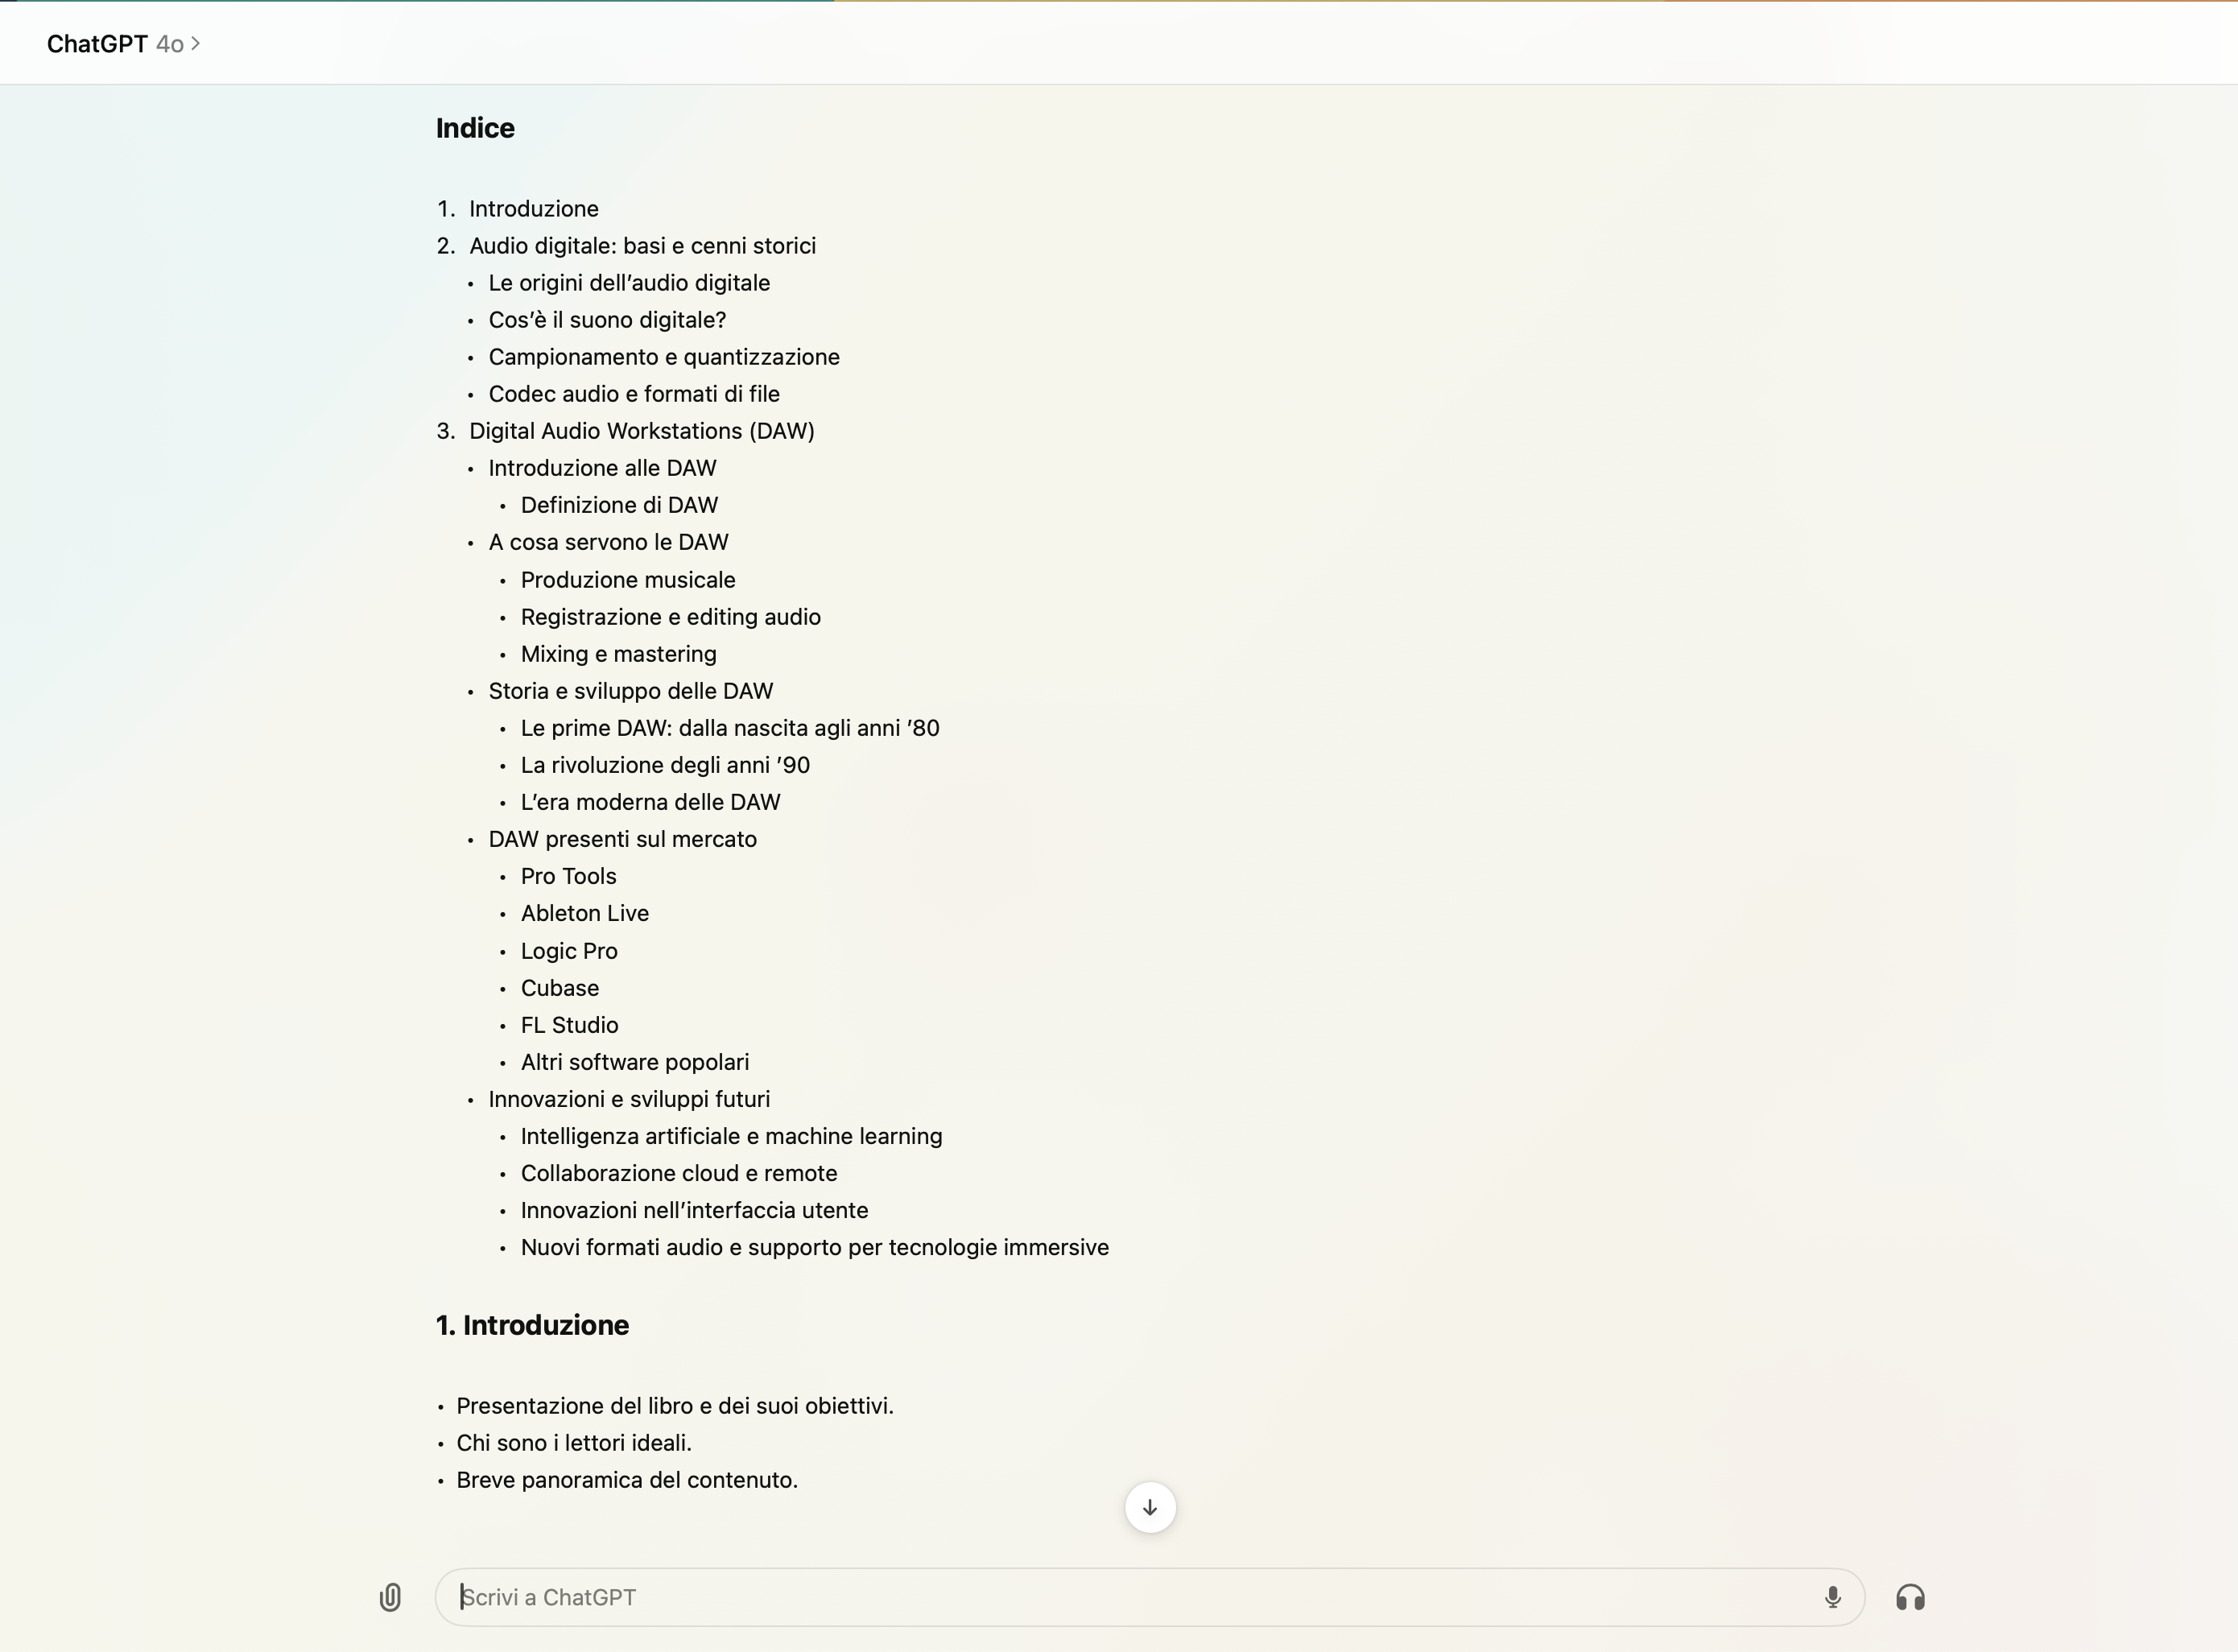 ChatGPT 4o >
Indice
1. Introduzione
2. Audio digitale: basi e cenni storici
• Le origini dell’audio digitale
• Cos’è il suono digitale?
• Campionamento e quantizzazione
• Codec audio e formati di file
3. Digital Audio Workstations (DAW)
• Introduzione alle DAW
• Definizione di DAW
• A cosa servono le DAW
• Produzione musicale
• Registrazione e editing audio
• Mixing e mastering
• Storia e sviluppo delle DAW
• Le prime DAW: dalla nascita agli anni ’80
• La rivoluzione degli anni ’90
• L’era moderna delle DAW
• DAW presenti sul mercato
• Pro Tools
• Ableton Live
• Logic Pro
• Cubase
• FL Studio
• Altri software popolari
• Innovazioni e sviluppi futuri
• Intelligenza artificiale e machine learning
• Collaborazione cloud e remote
• Innovazioni nell’interfaccia utente
• Nuovi formati audio e supporto per tecnologie immersive
1. Introduzione
• Presentazione del libro e dei suoi obiettivi.
• Chi sono i lettori ideali.
• Breve panoramica del contenuto.
Scrivi a ChatGPT